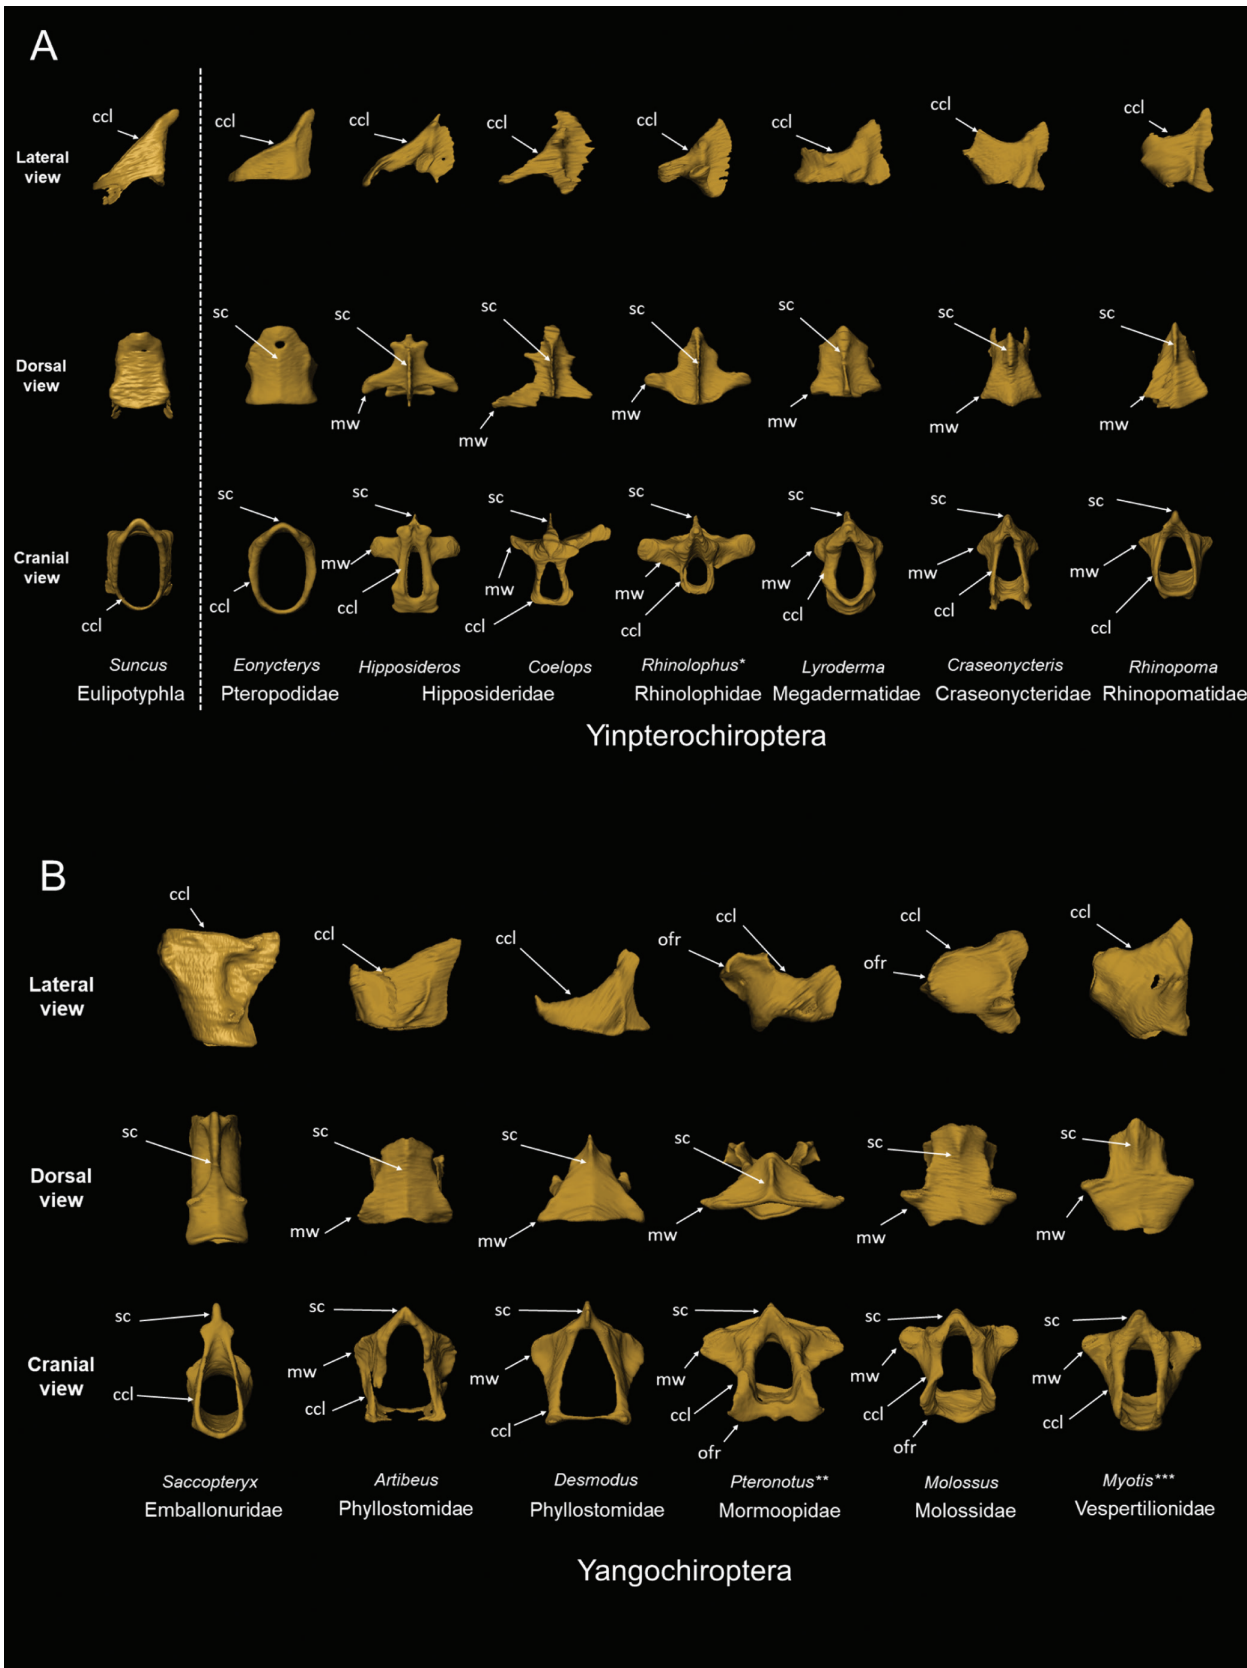 A
ccl ccl ccl ccl ccl ccl ccl ccl
Lateral view
sc sc sc sc sc sc sc
Dorsal view
mw mw mw mw mw mw
sc sc sc sc sc sc sc
Cranial view
mw mw mw mw mw mw
ccl ccl ccl ccl ccl ccl ccl ccl
Suncus Eonycterys Hipposideros Coelops Rhinolophus* Lyroderma Craseonycteris Rhinopoma
Eulipotyphla Pteropodidae Hipposideridae Rhinolophidae Megadermatidae Craseonycteridae Rhinopomatidae
Yinpterochiroptera
B
ccl ccl ccl ccl ccl ccl
ofr ofr
Lateral view
sc sc sc sc sc sc
Dorsal view
mw mw mw mw mw
sc sc sc sc sc sc
Cranial view
mw mw mw mw mw
ccl ccl ccl ccl ccl ccl
ofr ofr
Saccopteryx Artibeus Desmodus Pteronotus** Molossus Myotis***
Emballonuridae Phyllostomidae Phyllostomidae Mormoopidae Molossidae Vespertilionidae
Yangochiroptera